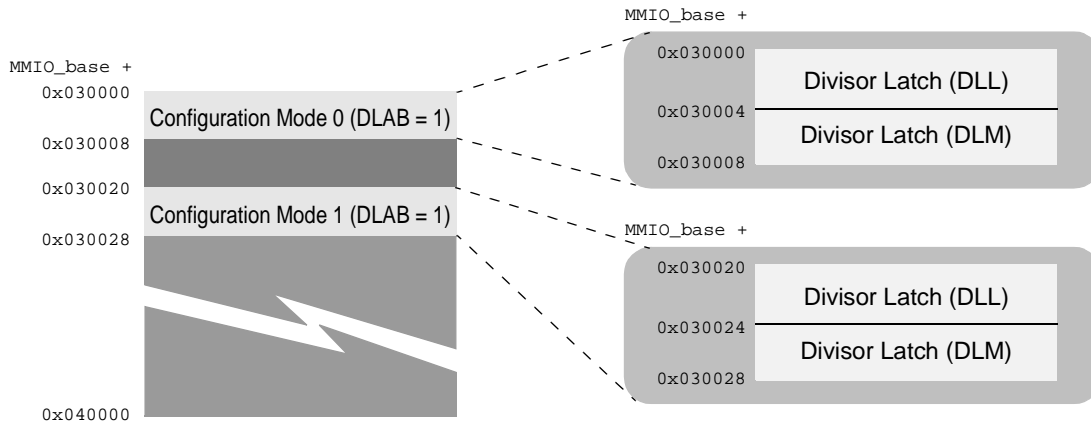 MMIO_base +
0x030000
Configuration Mode 0 (DLAB = 1)
0x030008
0x030020
Configuration Mode 1 (DLAB = 1)
0x030028
0x040000
MMIO_base +
0x030000
Divisor Latch (DLL)
0x030004
Divisor Latch (DLM)
0x030008
MMIO_base +
0x030020
Divisor Latch (DLL)
0x030024
Divisor Latch (DLM)
0x030028